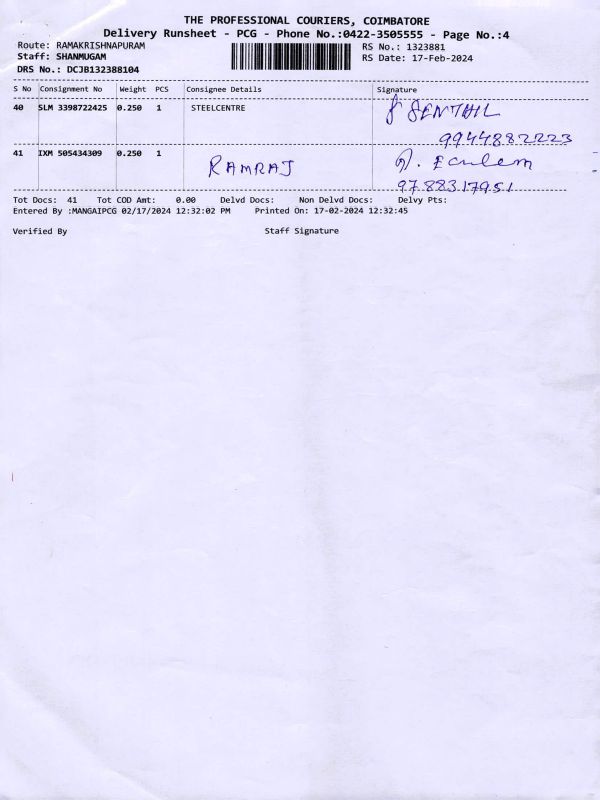 THE PROFESSIONAL COURIERS, COIMBATORE
Delivery Runsheet - PCG - Phone No.:0422-3505555 - Page No.:4
Route: RAMAKRISHNAPURAM RS No.: 1323881
Staff: SHANMUGAM RS Date: 17-Feb-2024
DRS No.: DCJB132388104
S No Consignment No Weight PCS Consignee Details Signature
40 SLM 3398722425 0.250 1 STEELCENTRE SENTHIL
9944882223
41 IXM 505434309 0.250 1 RAMRAJ
9788317951
Tot Docs: 41 Tot COD Amt: 0.00 Delvd Docs: Non Delvd Docs: Delvy Pts:
Entered By :MANGAIPCG 02/17/2024 12:32:02 PM Printed On: 17-02-2024 12:32:45
Verified By Staff Signature